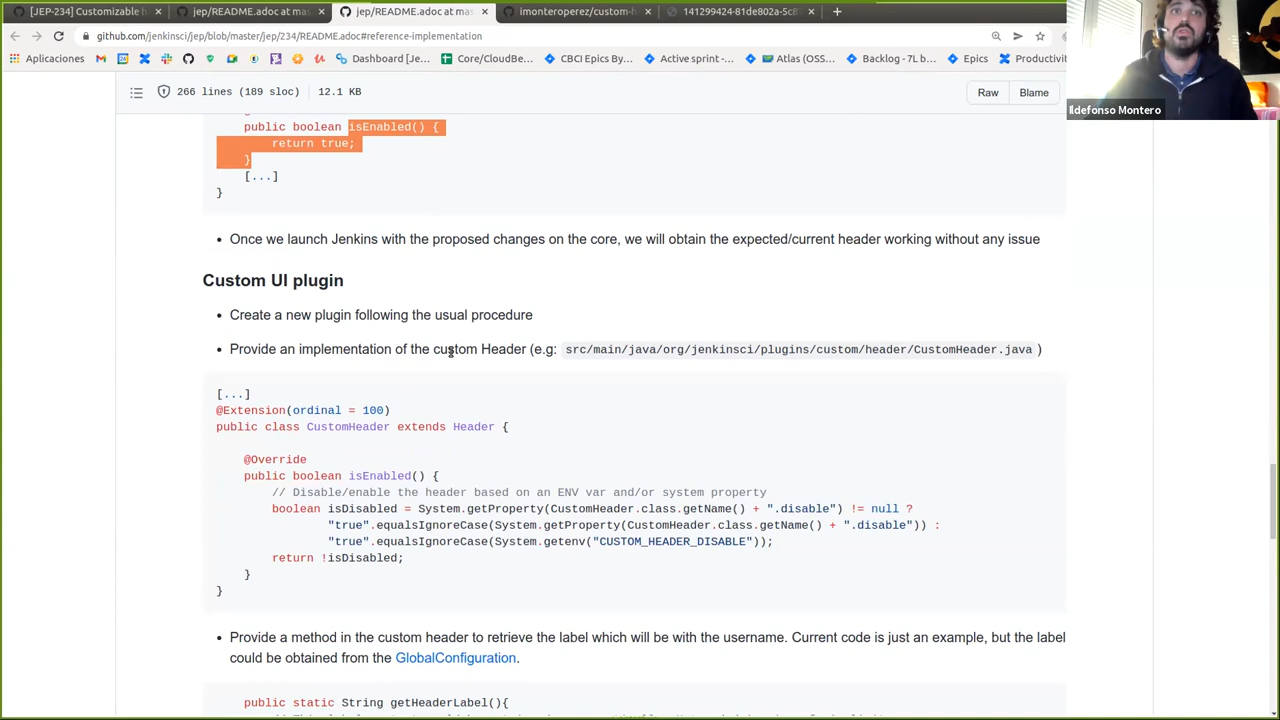 [JEP-234] Customizable h
jep/README.adoc at mas
jep/README.adoc at mas
imonteroperez/custom-h
141299424-81de802a-5c8
github.com/jenkinsci/jep/blob/master/jep/234/README.adoc#reference-implementation
Aplicaciones
Dashboard [Je...
Core/CloudBe...
CBCI Epics By...
Active sprint -...
Atlas (OSS...
Backlog - 7L b...
Epics
Productivi
Ildefonso Montero
266 lines (189 sloc)
12.1 KB
Raw
Blame
public boolean isEnabled() {
return true;
}
[...]
}
• Once we launch Jenkins with the proposed changes on the core, we will obtain the expected/current header working without any issue
Custom UI plugin
• Create a new plugin following the usual procedure
• Provide an implementation of the custom Header (e.g: src/main/java/org/jenkinsci/plugins/custom/header/CustomHeader.java )
[...]
@Extension(ordinal = 100)
public class CustomHeader extends Header {
@Override
public boolean isEnabled() {
// Disable/enable the header based on an ENV var and/or system property
boolean isDisabled = System.getProperty(CustomHeader.class.getName() + ".disable") != null ?
"true".equalsIgnoreCase(System.getProperty(CustomHeader.class.getName() + ".disable")) :
"true".equalsIgnoreCase(System.getenv("CUSTOM_HEADER_DISABLE"));
return !isDisabled;
}
}
• Provide a method in the custom header to retrieve the label which will be with the username. Current code is just an example, but the label
could be obtained from the GlobalConfiguration.
public static String getHeaderLabel(){